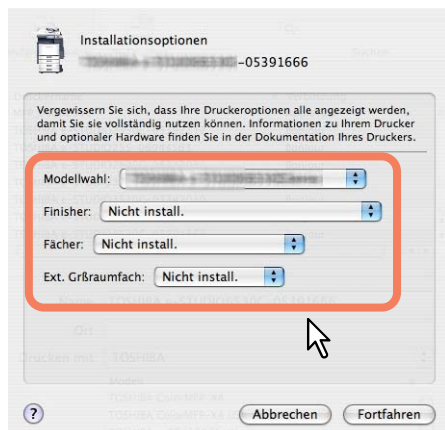 Installationsoptionen
-05391666
Vergewissern Sie sich, dass Ihre Druckeroptionen alle angezeigt werden,
damit Sie sie vollständig nutzen können. Informationen zu Ihrem Drucker
und optionaler Hardware finden Sie in der Dokumentation Ihres Druckers.
Modellwahl:
Finisher: Nicht install.
Fächer: Nicht install.
Ext. Grßraumfach: Nicht install.
Ort:
Drucken mit: TOSHIBA
? Abbrechen Fortfahren